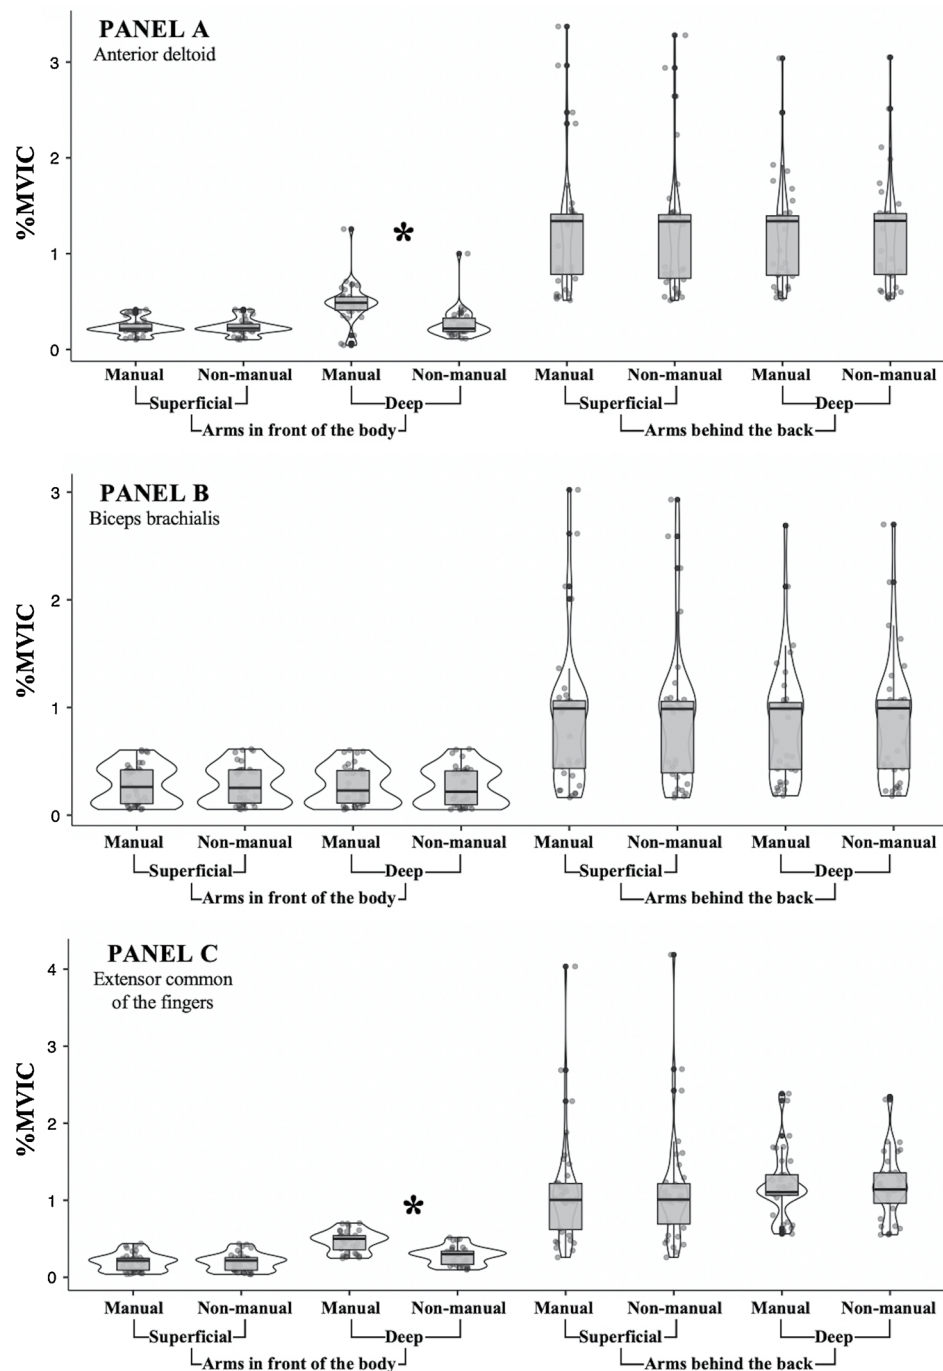 PANEL A
Anterior deltoid
%MVIC
3
2
1
0
*
Manual Non-manual Manual Non-manual Manual Non-manual Manual Non-manual
Superficial Deep Superficial Deep
Arms in front of the body Arms behind the back
PANEL B
Biceps brachialis
%MVIC
3
2
1
0
Manual Non-manual Manual Non-manual Manual Non-manual Manual Non-manual
Superficial Deep Superficial Deep
Arms in front of the body Arms behind the back
PANEL C
Extensor common
of the fingers
%MVIC
4
3
2
1
0
*
Manual Non-manual Manual Non-manual Manual Non-manual Manual Non-manual
Superficial Deep Superficial Deep
Arms in front of the body Arms behind the back